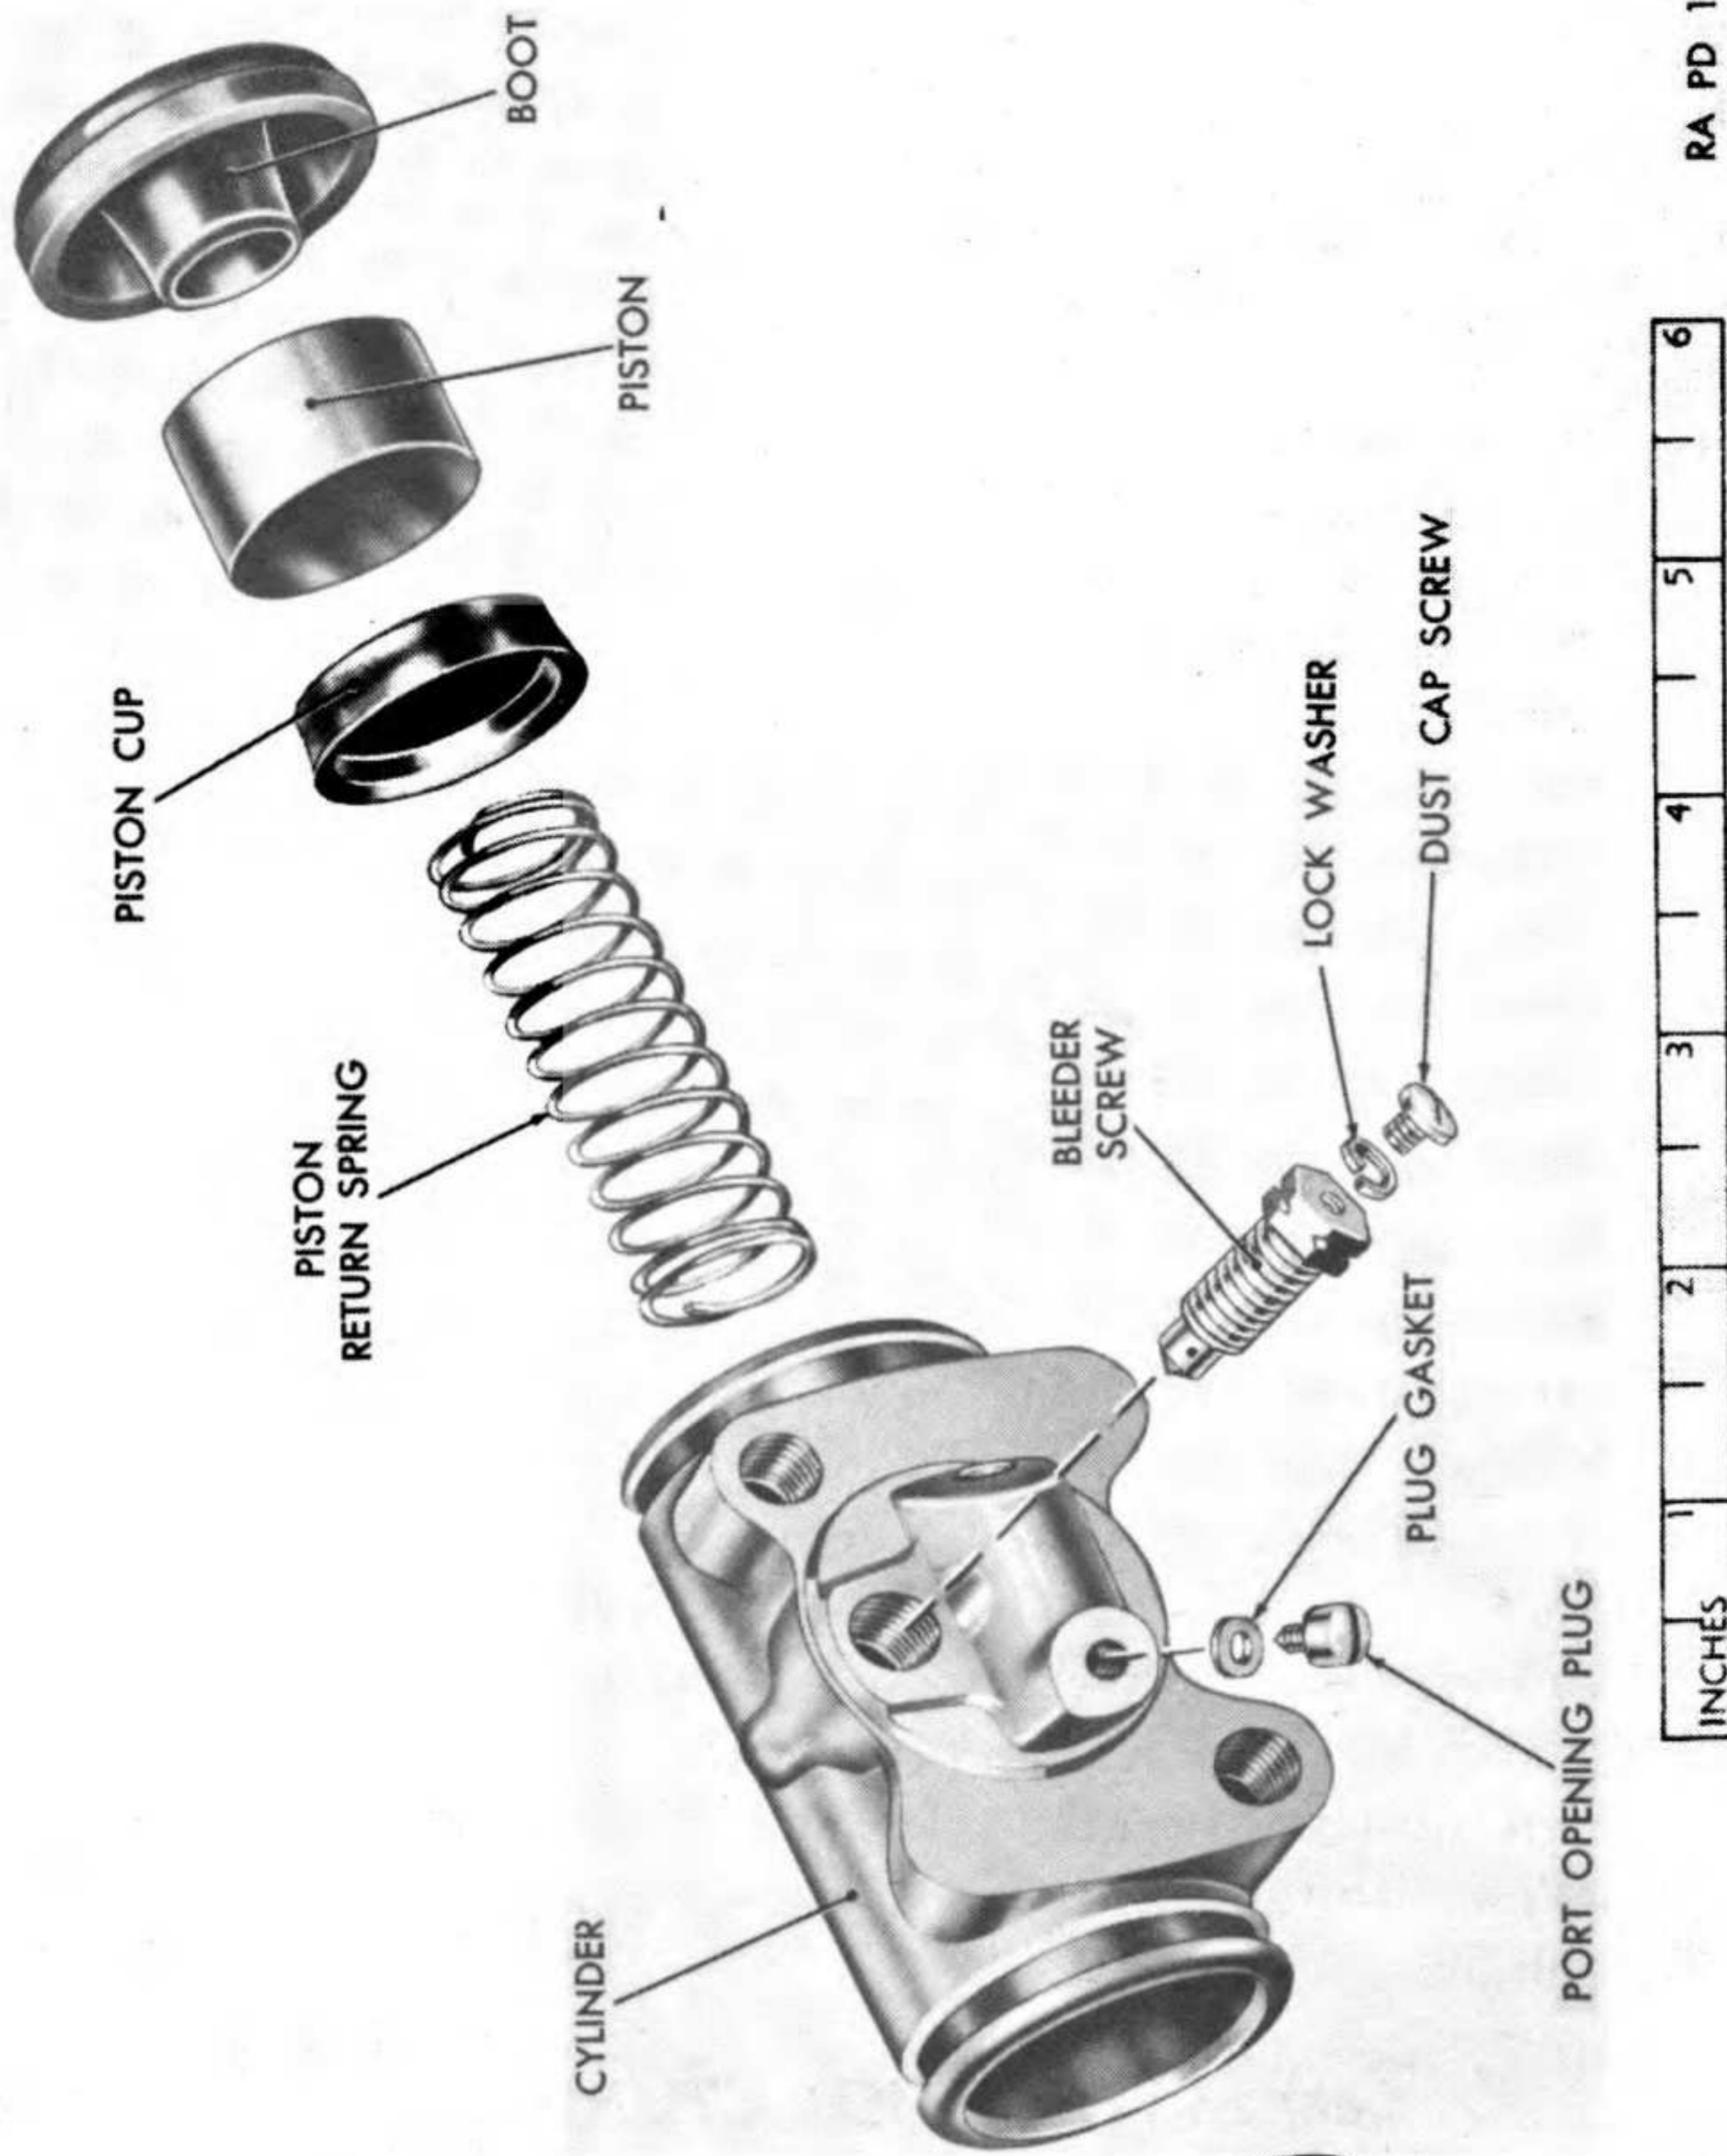 BOOT
PISTON
PISTON CUP
PISTON
RETURN SPRING
BLEEDER
SCREW
LOCK WASHER
DUST CAP SCREW
PLUG GASKET
PORT OPENING PLUG
CYLINDER
INCHES 1 2 3 4 5 6
RA PD 1